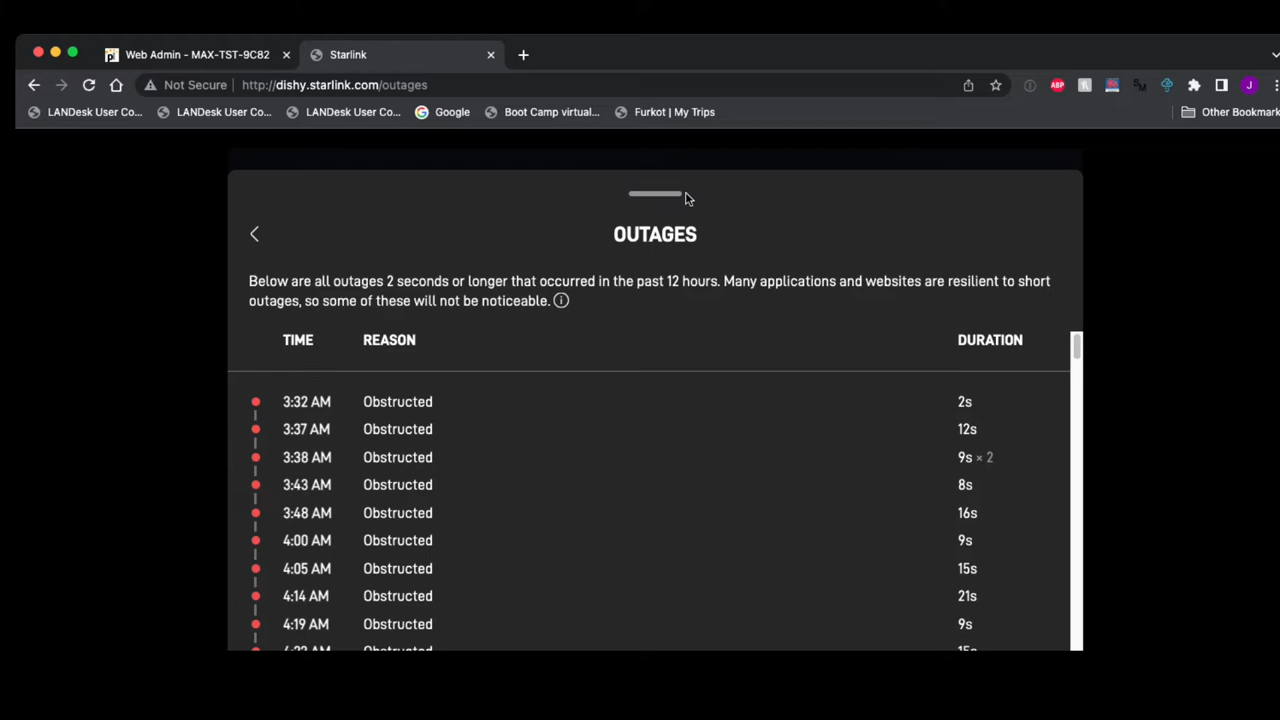 Web Admin - MAX-TST-9C82
Starlink
Not Secure
http://dishy.starlink.com/outages
ABP
J
LANDesk User Co...
LANDesk User Co...
LANDesk User Co...
Google
Boot Camp virtual...
Furkot | My Trips
Other Bookmark
OUTAGES
Below are all outages 2 seconds or longer that occurred in the past 12 hours. Many applications and websites are resilient to short
outages, so some of these will not be noticeable.
TIME REASON DURATION
3:32 AM Obstructed 2s
3:37 AM Obstructed 12s
3:38 AM Obstructed 9s × 2
3:43 AM Obstructed 8s
3:48 AM Obstructed 16s
4:00 AM Obstructed 9s
4:05 AM Obstructed 15s
4:14 AM Obstructed 21s
4:19 AM Obstructed 9s